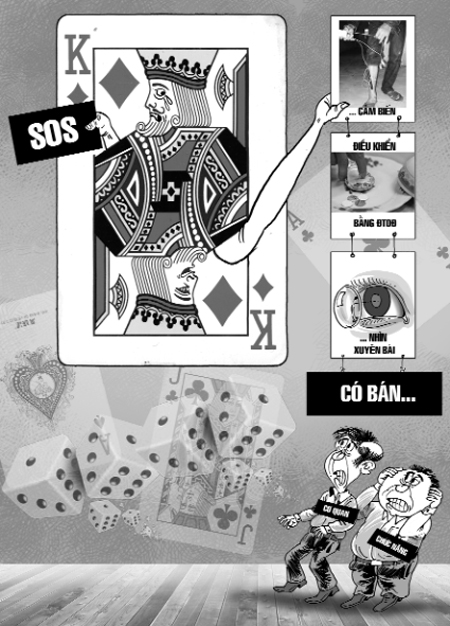 K
SOS
... CẢM BIẾN
ĐIỀU KHIỂN
BẰNG ĐTDĐ
... NHÌN
XUYÊN BÀI
CÓ BÁN...
K
A
J
A
J
CƠ QUAN
CHỨC NĂNG